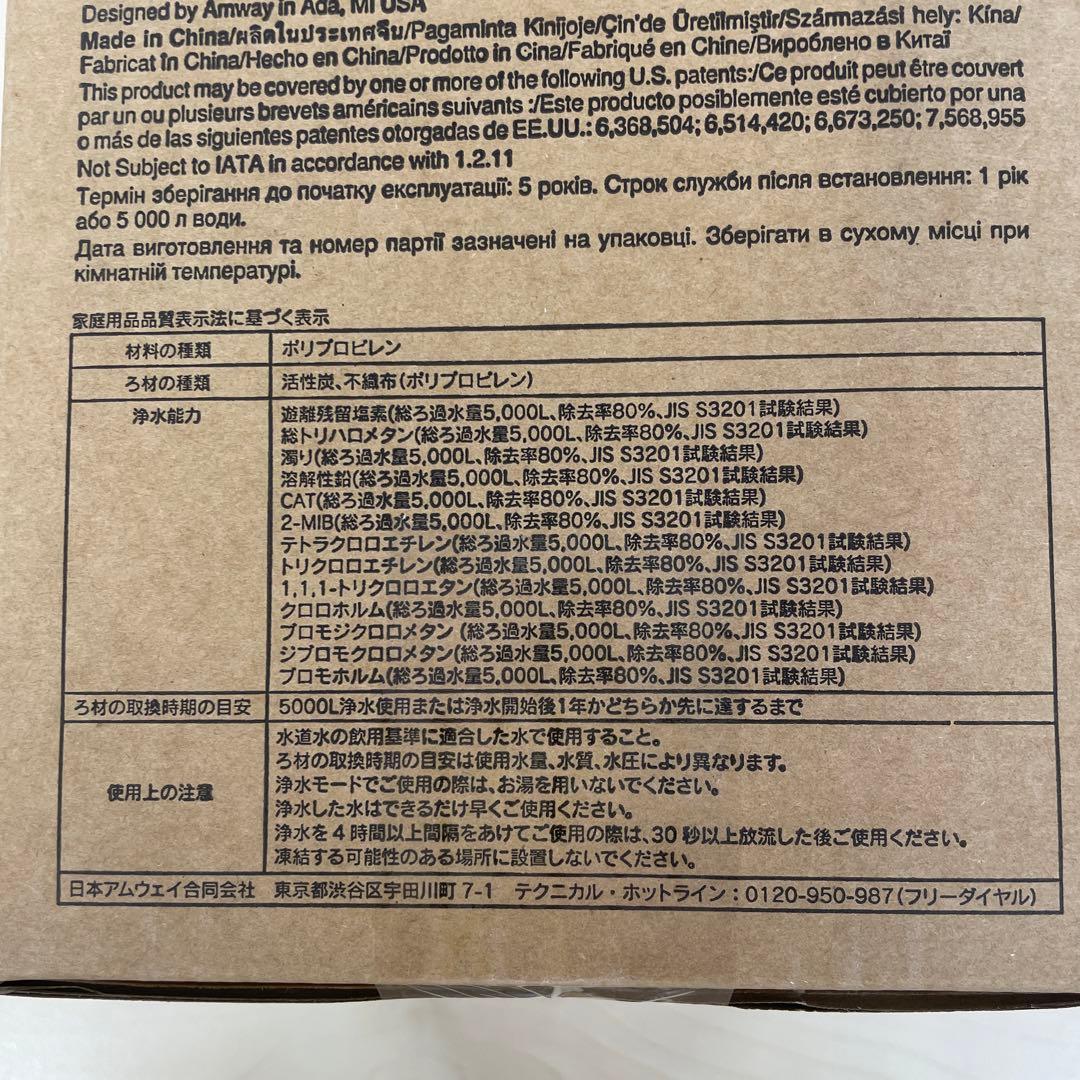 Designed by Amway in Ada, MI USA
Made in China/ผลิตในประเทศจีน/Pagaminta Kinijoje/Çin'de Üretilmiştir/Származási hely: Kína/
Fabricat în China/Hecho en China/Prodotto in Cina/Fabriqué en Chine/Вироблено в Китаї
This product may be covered by one or more of the following U.S. patents:/Ce produit peut être couvert
par un ou plusieurs brevets américains suivants :/Este producto posiblemente esté cubierto por una
o más de las siguientes patentes otorgadas de EE.UU.: 6,368,504; 6,514,420; 6,673,250; 7,568,955
Not Subject to IATA in accordance with 1.2.11
Термін зберігання до початку експлуатації: 5 років. Строк служби після встановлення: 1 рік
або 5 000 л води.
Дата виготовлення та номер партії зазначені на упаковці. Зберігати в сухому місці при
кімнатній температурі.
家庭用品品質表示法に基づく表示
材料の種類 ポリプロピレン
ろ材の種類 活性炭、不織布(ポリプロピレン)
浄水能力 遊離残留塩素(総ろ過水量5,000L、除去率80%、JIS S3201試験結果)
総トリハロメタン(総ろ過水量5,000L、除去率80%、JIS S3201試験結果)
濁り(総ろ過水量5,000L、除去率80%、JIS S3201試験結果)
溶解性鉛(総ろ過水量5,000L、除去率80%、JIS S3201試験結果)
CAT(総ろ過水量5,000L、除去率80%、JIS S3201試験結果)
2-MIB(総ろ過水量5,000L、除去率80%、JIS S3201試験結果)
テトラクロロエチレン(総ろ過水量5,000L、除去率80%、JIS S3201試験結果)
トリクロロエチレン(総ろ過水量5,000L、除去率80%、JIS S3201試験結果)
1,1,1-トリクロロエタン(総ろ過水量5,000L、除去率80%、JIS S3201試験結果)
クロロホルム(総ろ過水量5,000L、除去率80%、JIS S3201試験結果)
ブロモジクロロメタン (総ろ過水量5,000L、除去率80%、JIS S3201試験結果)
ジブロモクロロメタン(総ろ過水量5,000L、除去率80%、JIS S3201試験結果)
ブロモホルム(総ろ過水量5,000L、除去率80%、JIS S3201試験結果)
ろ材の取換時期の目安 5000L浄水使用または浄水開始後1年かどちらか先に達するまで
使用上の注意 水道水の飲用基準に適合した水で使用すること。
ろ材の取換時期の目安は使用水量、水質、水圧により異なります。
浄水モードでご使用の際は、お湯を用いないでください。
浄水した水はできるだけ早くご使用ください。
浄水を4時間以上間隔をあけてご使用の際は、30秒以上放流した後ご使用ください。
凍結する可能性のある場所に設置しないでください。
日本アムウェイ合同会社 東京都渋谷区宇田川町 7-1 テクニカル・ホットライン:0120-950-987(フリーダイヤル)